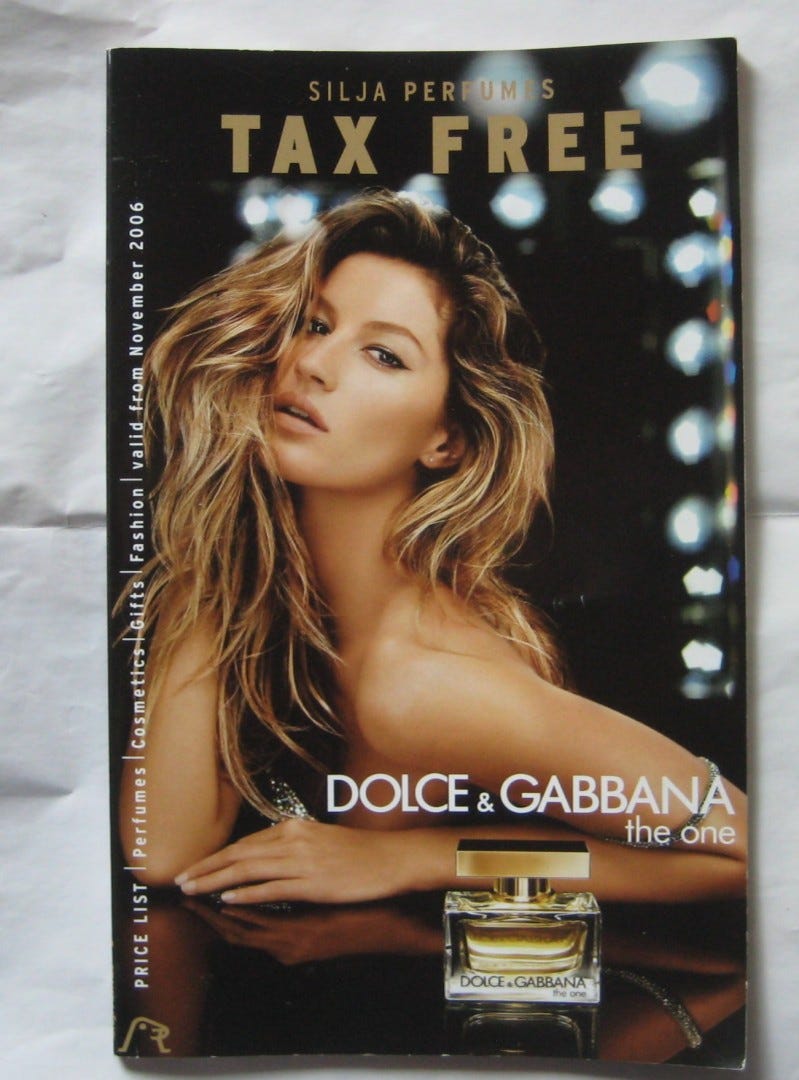 SILJA PERFUMES
TAX FREE
PRICE LIST | Perfumes | Cosmetics | Gifts | Fashion | valid from November 2006
DOLCE & GABBANA
the one
DOLCE & GABBANA
the one